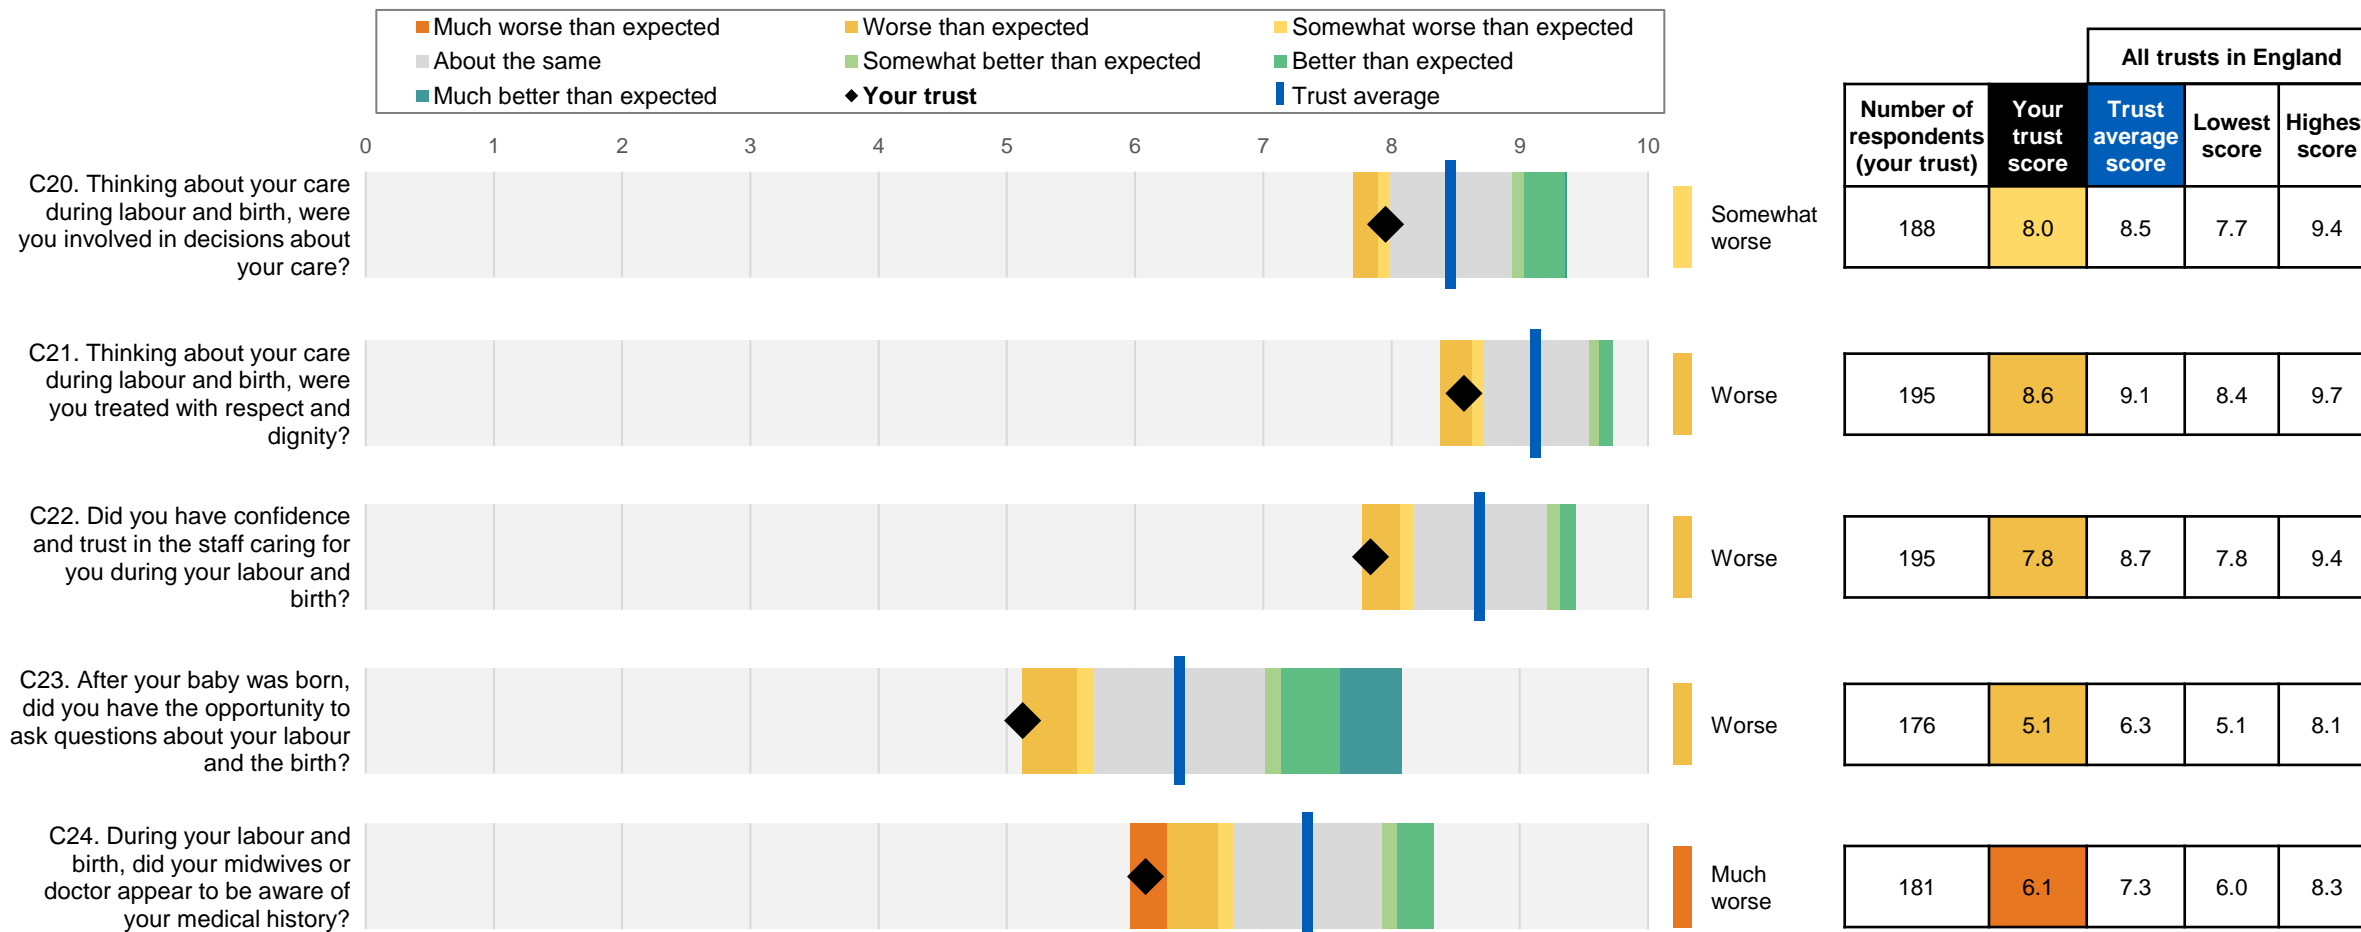 Much worse than expected
Worse than expected
Somewhat worse than expected
About the same
Somewhat better than expected
Better than expected
Much better than expected
Your trust
Trust average
All trusts in England
Number of respondents (your trust)
Your trust score
Trust average score
Lowest score
Highest score
0 1 2 3 4 5 6 7 8 9 10
C20. Thinking about your care
during labour and birth, were
you involved in decisions about
your care?
Somewhat
worse
188 8.0 8.5 7.7 9.4
C21. Thinking about your care
during labour and birth, were
you treated with respect and
dignity?
Worse
195 8.6 9.1 8.4 9.7
C22. Did you have confidence
and trust in the staff caring for
you during your labour and
birth?
Worse
195 7.8 8.7 7.8 9.4
C23. After your baby was born,
did you have the opportunity to
ask questions about your labour
and the birth?
Worse
176 5.1 6.3 5.1 8.1
C24. During your labour and
birth, did your midwives or
doctor appear to be aware of
your medical history?
Much
worse
181 6.1 7.3 6.0 8.3